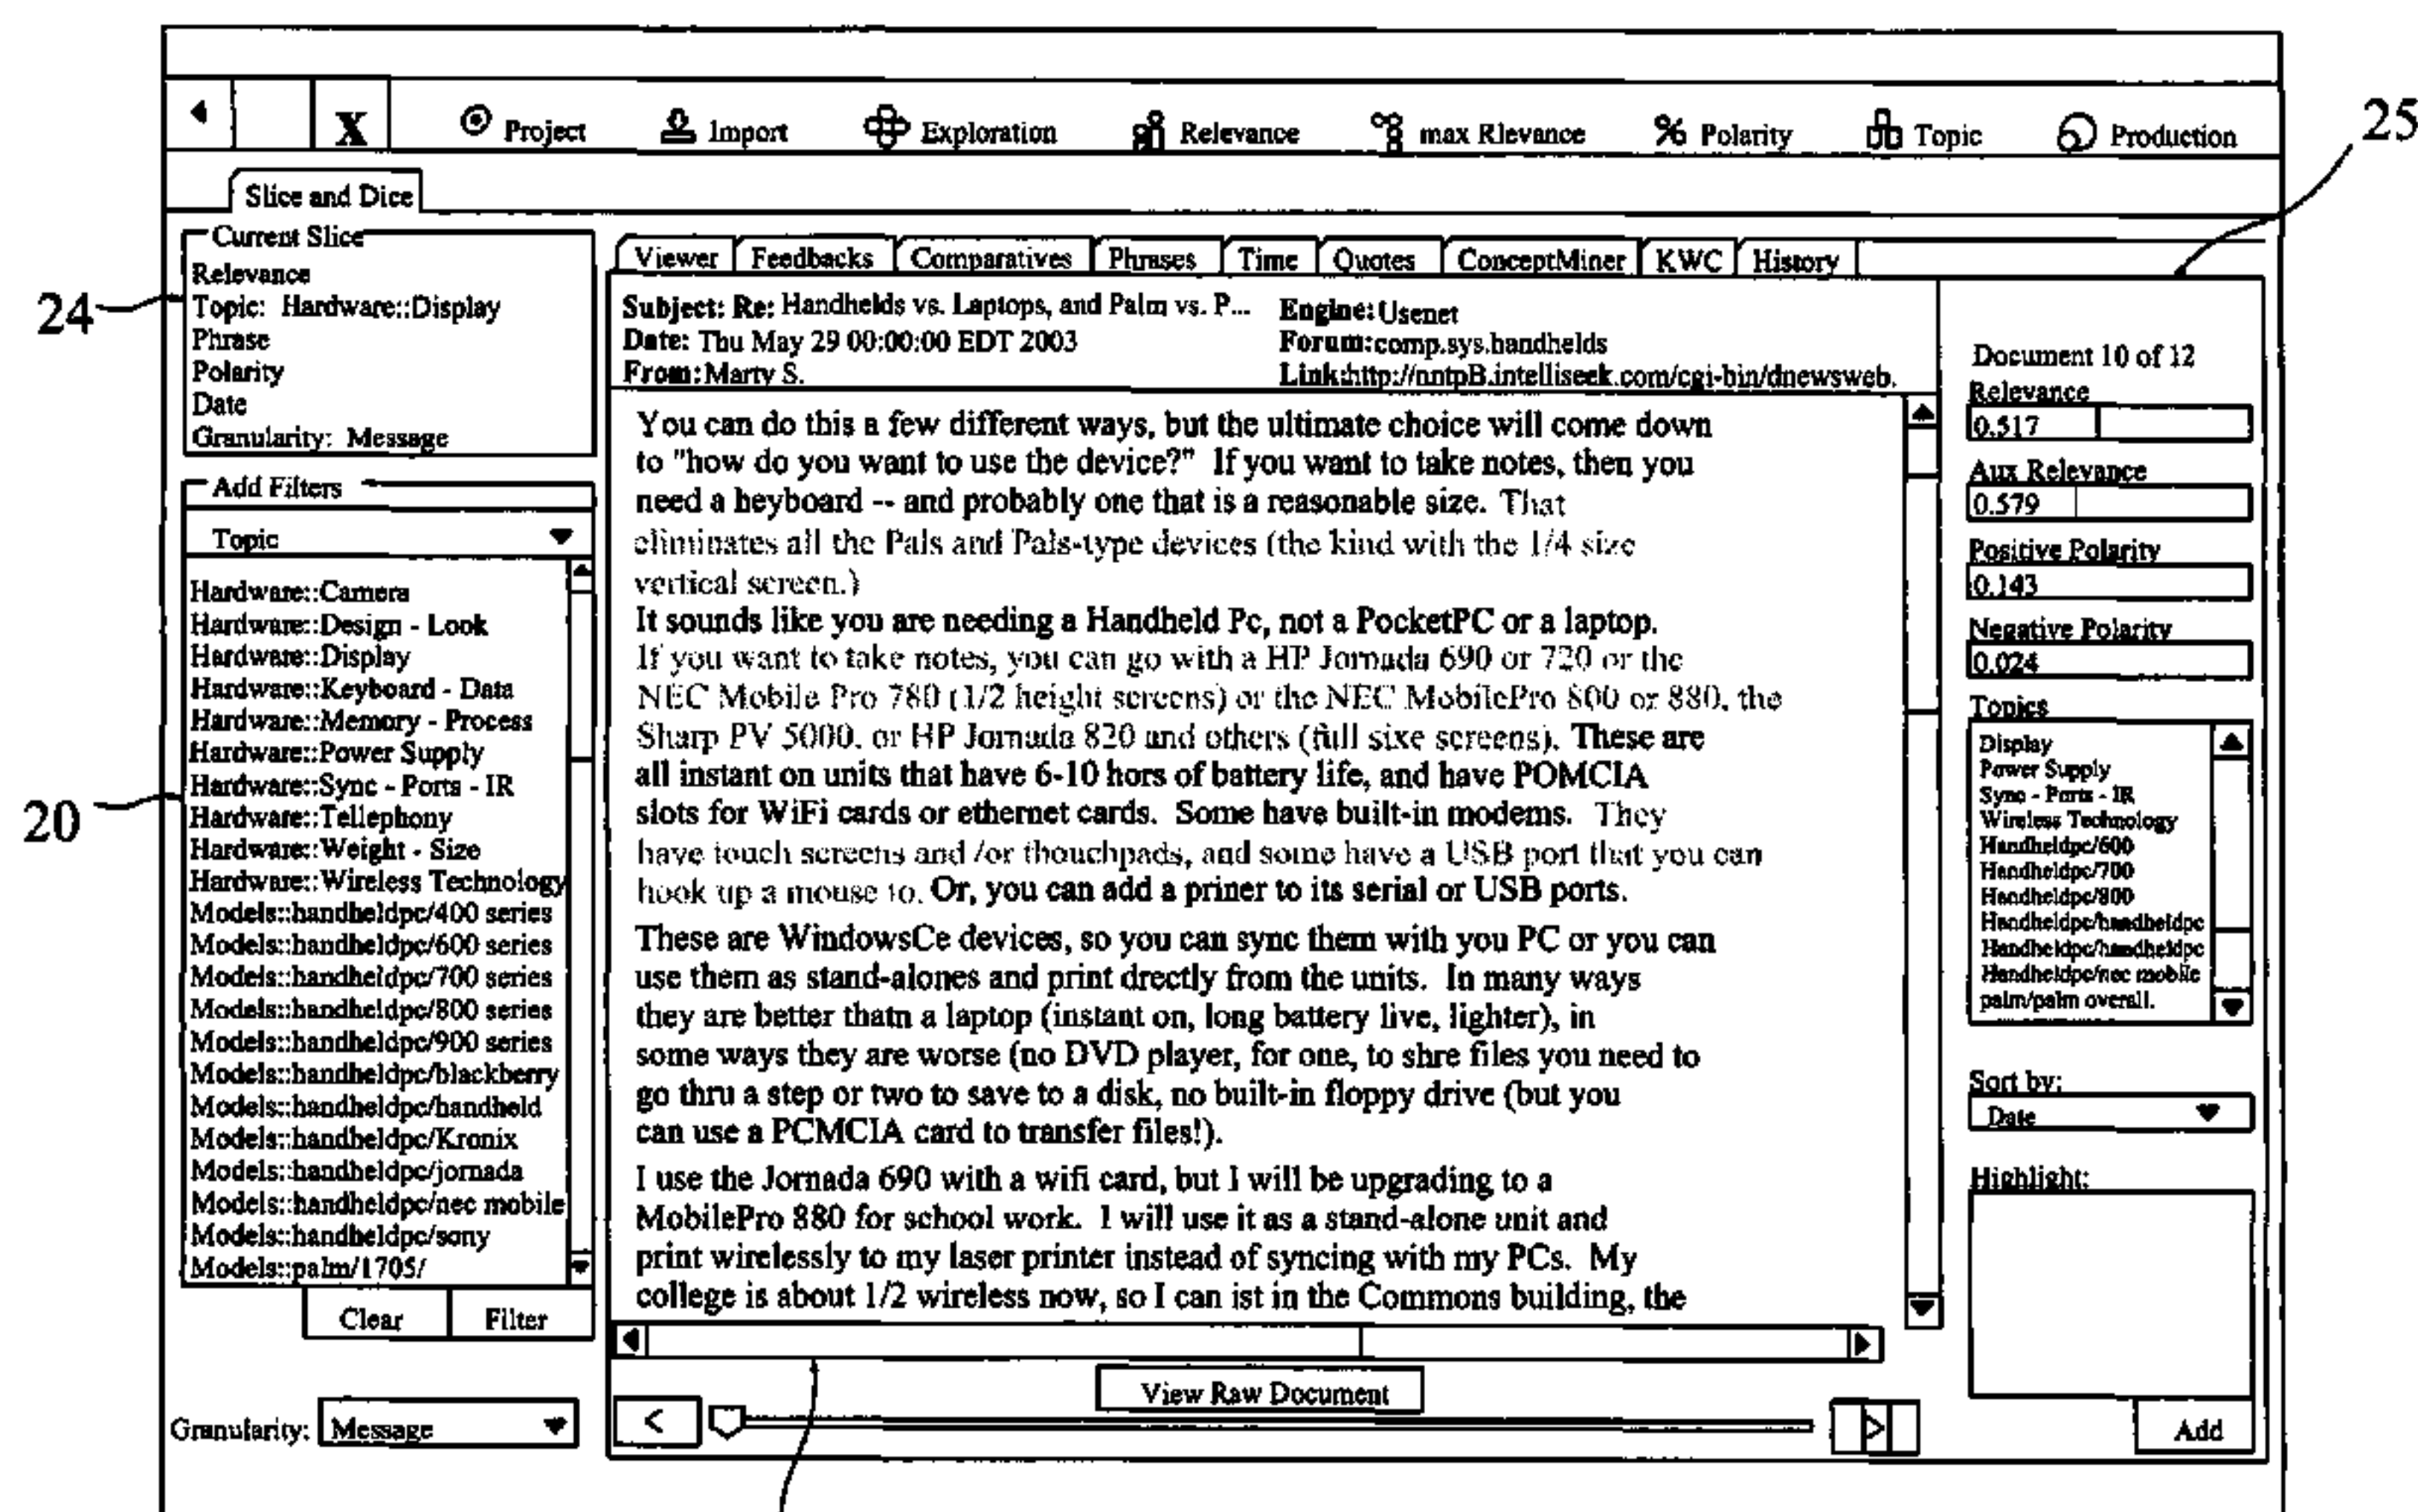 X Project Import Exploration Relevance max Rlevance % Polarity Topic Production
25
Slice and Dice
Current Slice
Relevance
Topic: Hardware::Display
Phrase
Polarity
Date
Granularity: Message
24
Add Filters
Topic
Hardware::Camera
Hardware::Design - Look
Hardware::Display
Hardware::Keyboard - Data
Hardware::Memory - Process
Hardware::Power Supply
Hardware::Sync - Ports - IR
Hardware::Tellephony
Hardware::Weight - Size
Hardware::Wireless Technology
Models::handheldpc/400 series
Models::handheldpc/600 series
Models::handheldpc/700 series
Models::handheldpc/800 series
Models::handheldpc/900 series
Models::handheldpc/blackberry
Models::handheldpc/handheld
Models::handheldpc/Kronix
Models::handheldpc/jornada
Models::handheldpc/nec mobile
Models::handheldpc/sony
Models::palm/1705/
20
Clear Filter
Granularity: Message
Viewer Feedbacks Comparatives Phrases Time Quotes ConceptMiner KWC History
Subject: Re: Handhelds vs. Laptops, and Palm vs. P... Engine: Usenet
Date: Thu May 29 00:00:00 EDT 2003 Forum: comp.sys.handhelds
From: Marty S. Link: http://nntpB.intelliseek.com/cgi-bin/dnewsweb.
You can do this a few different ways, but the ultimate choice will come down
to "how do you want to use the device?" If you want to take notes, then you
need a heyboard -- and probably one that is a reasonable size. That
eliminates all the Pals and Pals-type devices (the kind with the 1/4 size
vertical screen.)
It sounds like you are needing a Handheld Pc, not a PocketPC or a laptop.
If you want to take notes, you can go with a HP Jornada 690 or 720 or the
NEC Mobile Pro 780 (1/2 height screens) or the NEC MobilePro 800 or 880, the
Sharp PV 5000, or HP Jornada 820 and others (full sixe screens). These are
all instant on units that have 6-10 hors of battery life, and have POMCIA
slots for WiFi cards or ethernet cards. Some have built-in modems. They
have touch screens and /or thouchpads, and some have a USB port that you can
hook up a mouse to. Or, you can add a priner to its serial or USB ports.
These are WindowsCe devices, so you can sync them with you PC or you can
use them as stand-alones and print drectly from the units. In many ways
they are better thatn a laptop (instant on, long battery live, lighter), in
some ways they are worse (no DVD player, for one, to shre files you need to
go thru a step or two to save to a disk, no built-in floppy drive (but you
can use a PCMCIA card to transfer files!).
I use the Jornada 690 with a wifi card, but I will be upgrading to a
MobilePro 880 for school work. I will use it as a stand-alone unit and
print wirelessly to my laser printer instead of syncing with my PCs. My
college is about 1/2 wireless now, so I can ist in the Commons building, the
View Raw Document
< >
Document 10 of 12
Relevance
0.517
Aux Relevance
0.579
Positive Polarity
0.143
Negative Polarity
0.024
Topics
Display
Power Supply
Sync - Ports - IR
Wireless Technology
Handheldpc/600
Handheldpc/700
Handheldpc/800
Handheldpc/handheldpc
Handheldpc/handheldpc
Handheldpc/nec mobile
palm/palm overall.
Sort by:
Date
Highlight:
Add